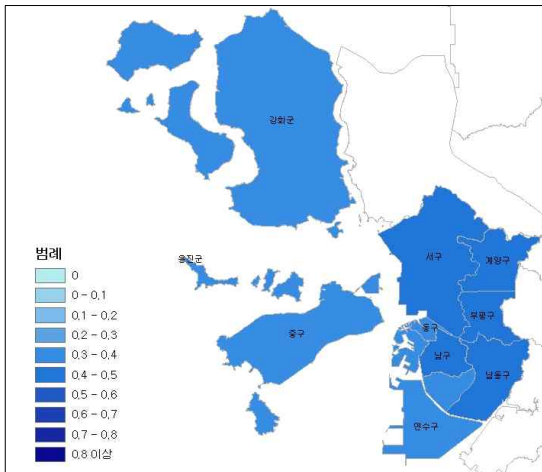 강화군
옹진군
서구
계양구
부평구
중구
동구
남구
남동구
연수구
범례
0
0 - 0,1
0,1 - 0,2
0,2 - 0,3
0,3 - 0,4
0,4 - 0,5
0,5 - 0,6
0,6 - 0,7
0,7 - 0,8
0,8 이상